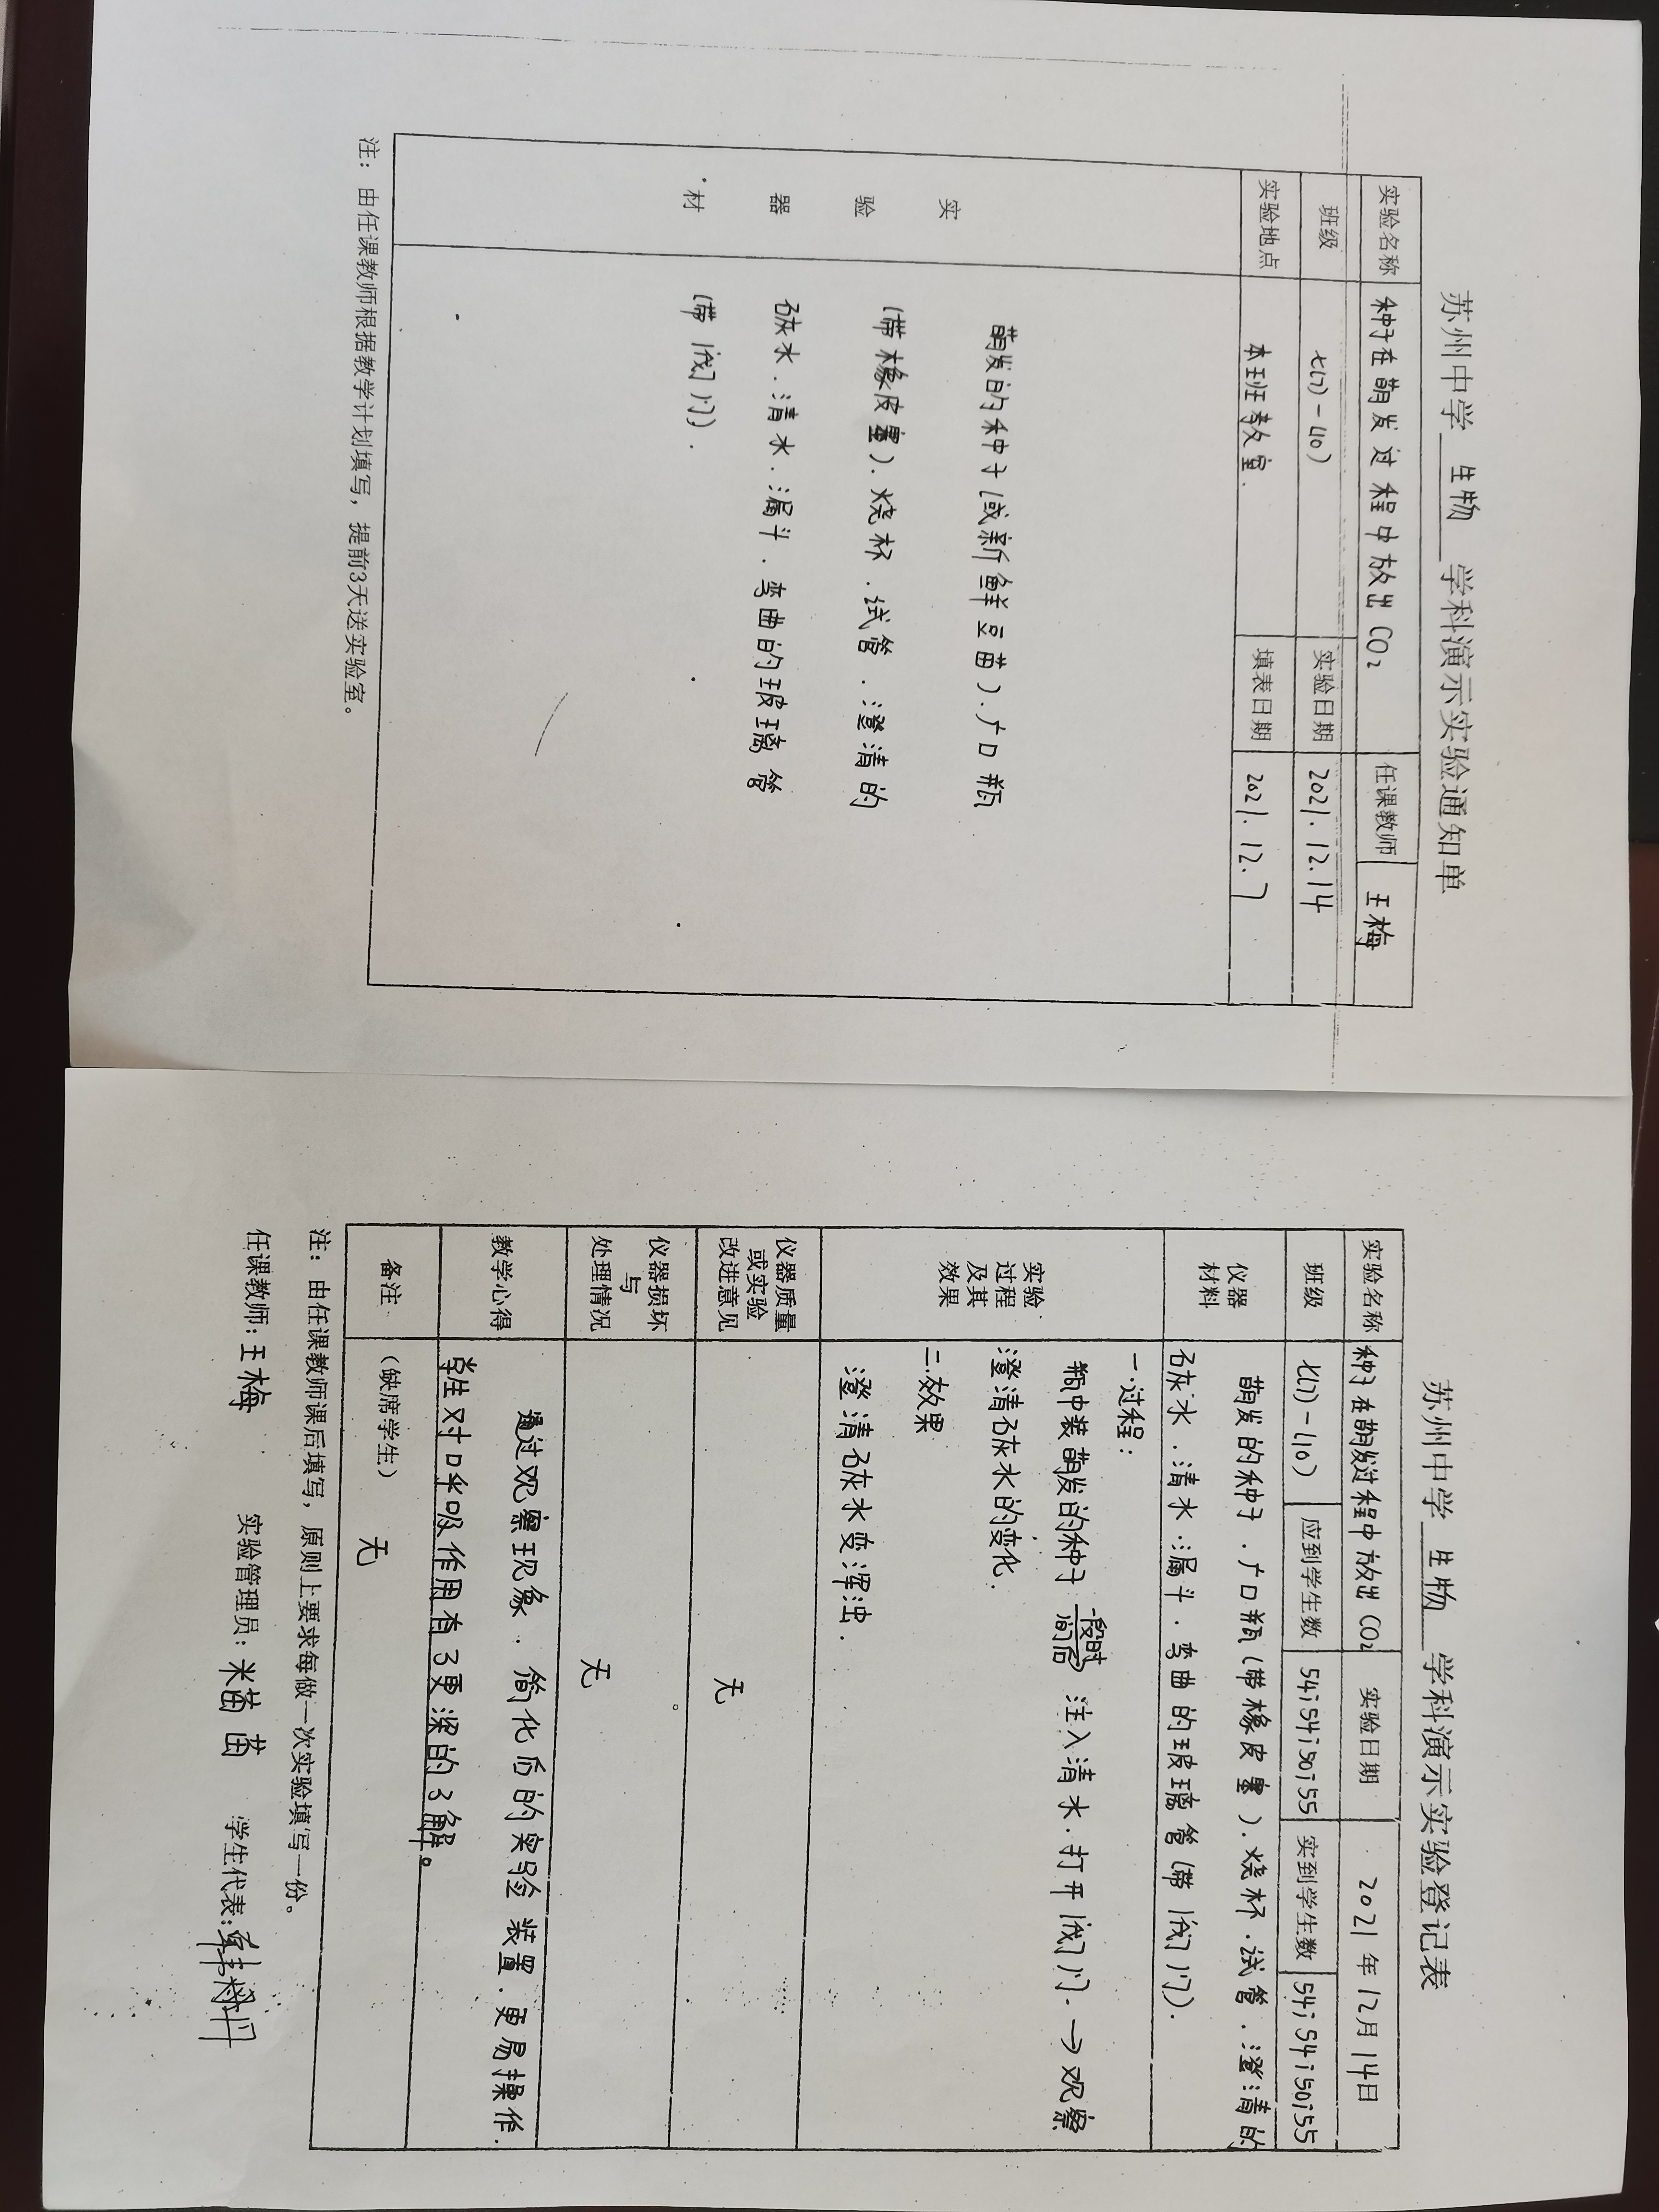 苏州中学 生物 学科演示实验通知单
实验名称 种子在萌发过程中放出CO₂ 任课教师 王梅
班级 七(7)-(10) 实验日期 2021.12.14
实验地点 本班教室. 填表日期 2021.12.7
实验器材
萌发的种子(或新鲜豆苗).广口瓶
(带橡皮塞).烧杯.试管.澄清的
石灰水.清水.漏斗.弯曲的玻璃管
(带阀门).
注：由任课教师根据教学计划填写，提前3天送实验室。
苏州中学 生物 学科演示实验登记表
实验名称 种子在萌发过程中放出CO₂ 实验日期 2021年12月14日
班级 七(7)-(10) 应到学生数 54;54;50;55 实到学生数 54;54;50;55
仪器材料
萌发的种子.广口瓶(带橡皮塞).烧杯.试管.澄清的
石灰水.清水.漏斗.弯曲的玻璃管(带阀门).
实验过程及其效果
一.过程：
瓶中装萌发的种子 一段时间后 注入清水.打开阀门.→观察
澄清石灰水的变化.
二.效果
澄清石灰水变浑浊.
仪器质量或实验改进意见
无
仪器损坏与处理情况
无
教学心得
通过观察现象.简化后的实验装置.更易操作.
学生对口呼吸作用有了更深的了解。
备注 （缺席学生） 无
注：由任课教师课后填写，原则上要求每做一次实验填写一份。
任课教师：王梅 实验管理员：米苗苗 学生代表：